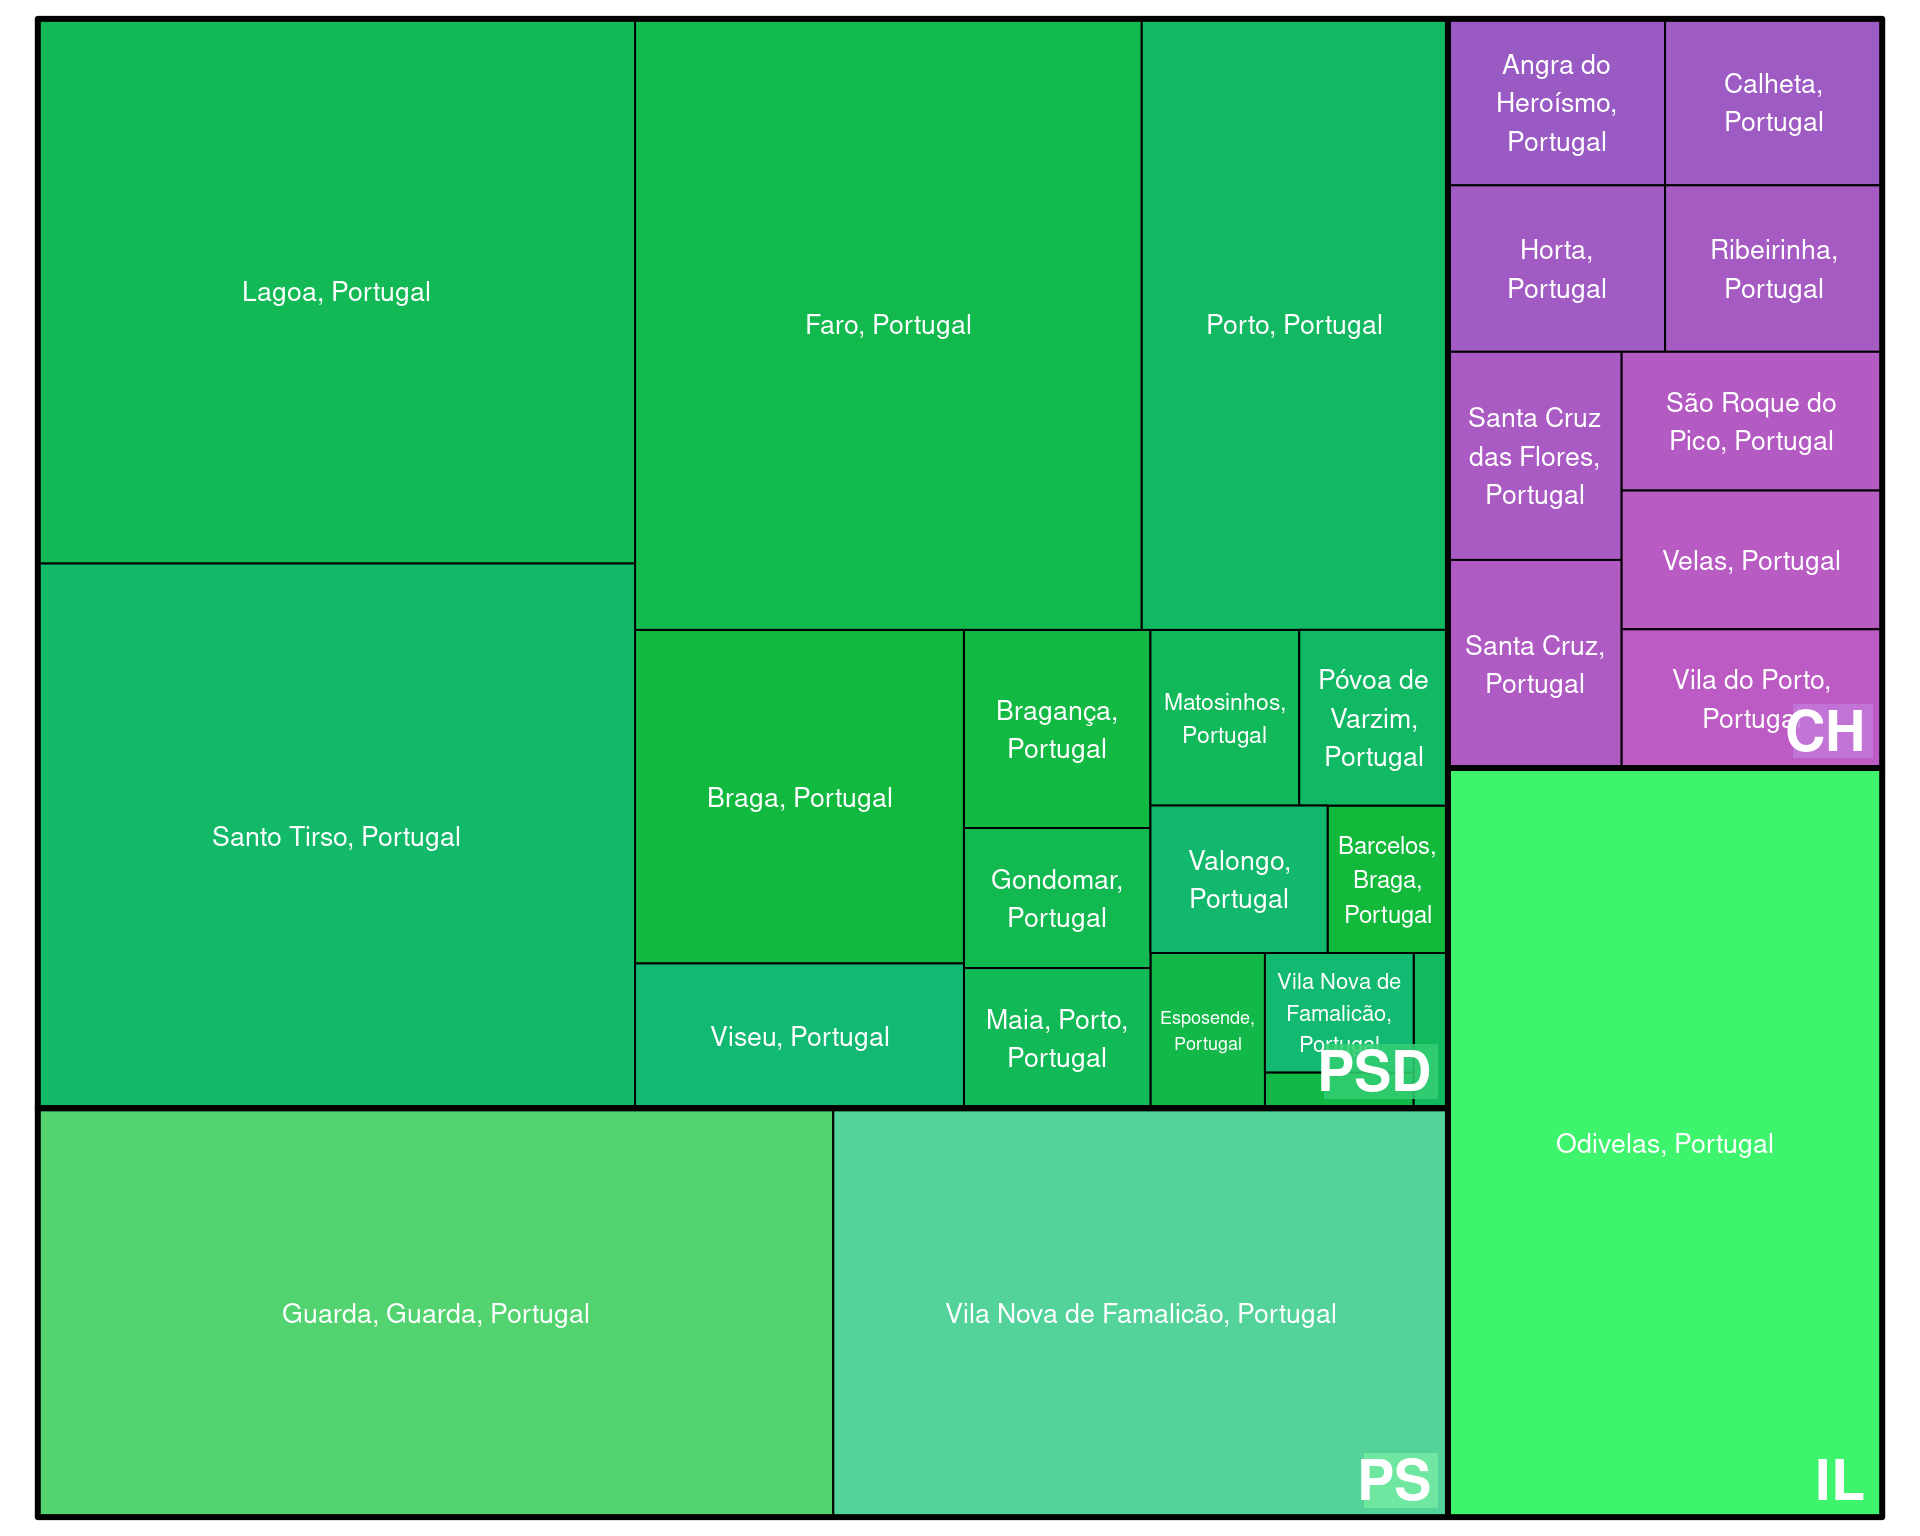 Lagoa, Portugal
Faro, Portugal
Porto, Portugal
Angra do
Heroísmo,
Portugal
Calheta,
Portugal
Horta,
Portugal
Ribeirinha,
Portugal
Santa Cruz
das Flores,
Portugal
São Roque do
Pico, Portugal
Velas, Portugal
Santa Cruz,
Portugal
Vila do Porto,
Portugal
CH
Santo Tirso, Portugal
Braga, Portugal
Bragança,
Portugal
Matosinhos,
Portugal
Póvoa de
Varzim,
Portugal
Gondomar,
Portugal
Valongo,
Portugal
Barcelos,
Braga,
Portugal
Viseu, Portugal
Maia, Porto,
Portugal
Esposende,
Portugal
Vila Nova de
Famalicão,
Portugal
PSD
Guarda, Guarda, Portugal
Vila Nova de Famalicão, Portugal
PS
Odivelas, Portugal
IL